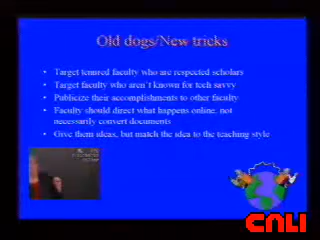 Old dogs/New tricks
• Target tenured faculty who are respected scholars
• Target faculty who aren't known for tech savvy
• Publicize their accomplishments to other faculty
• Faculty should direct what happens online, not
necessarily convert documents
• Give them ideas, but match the idea to the teaching style